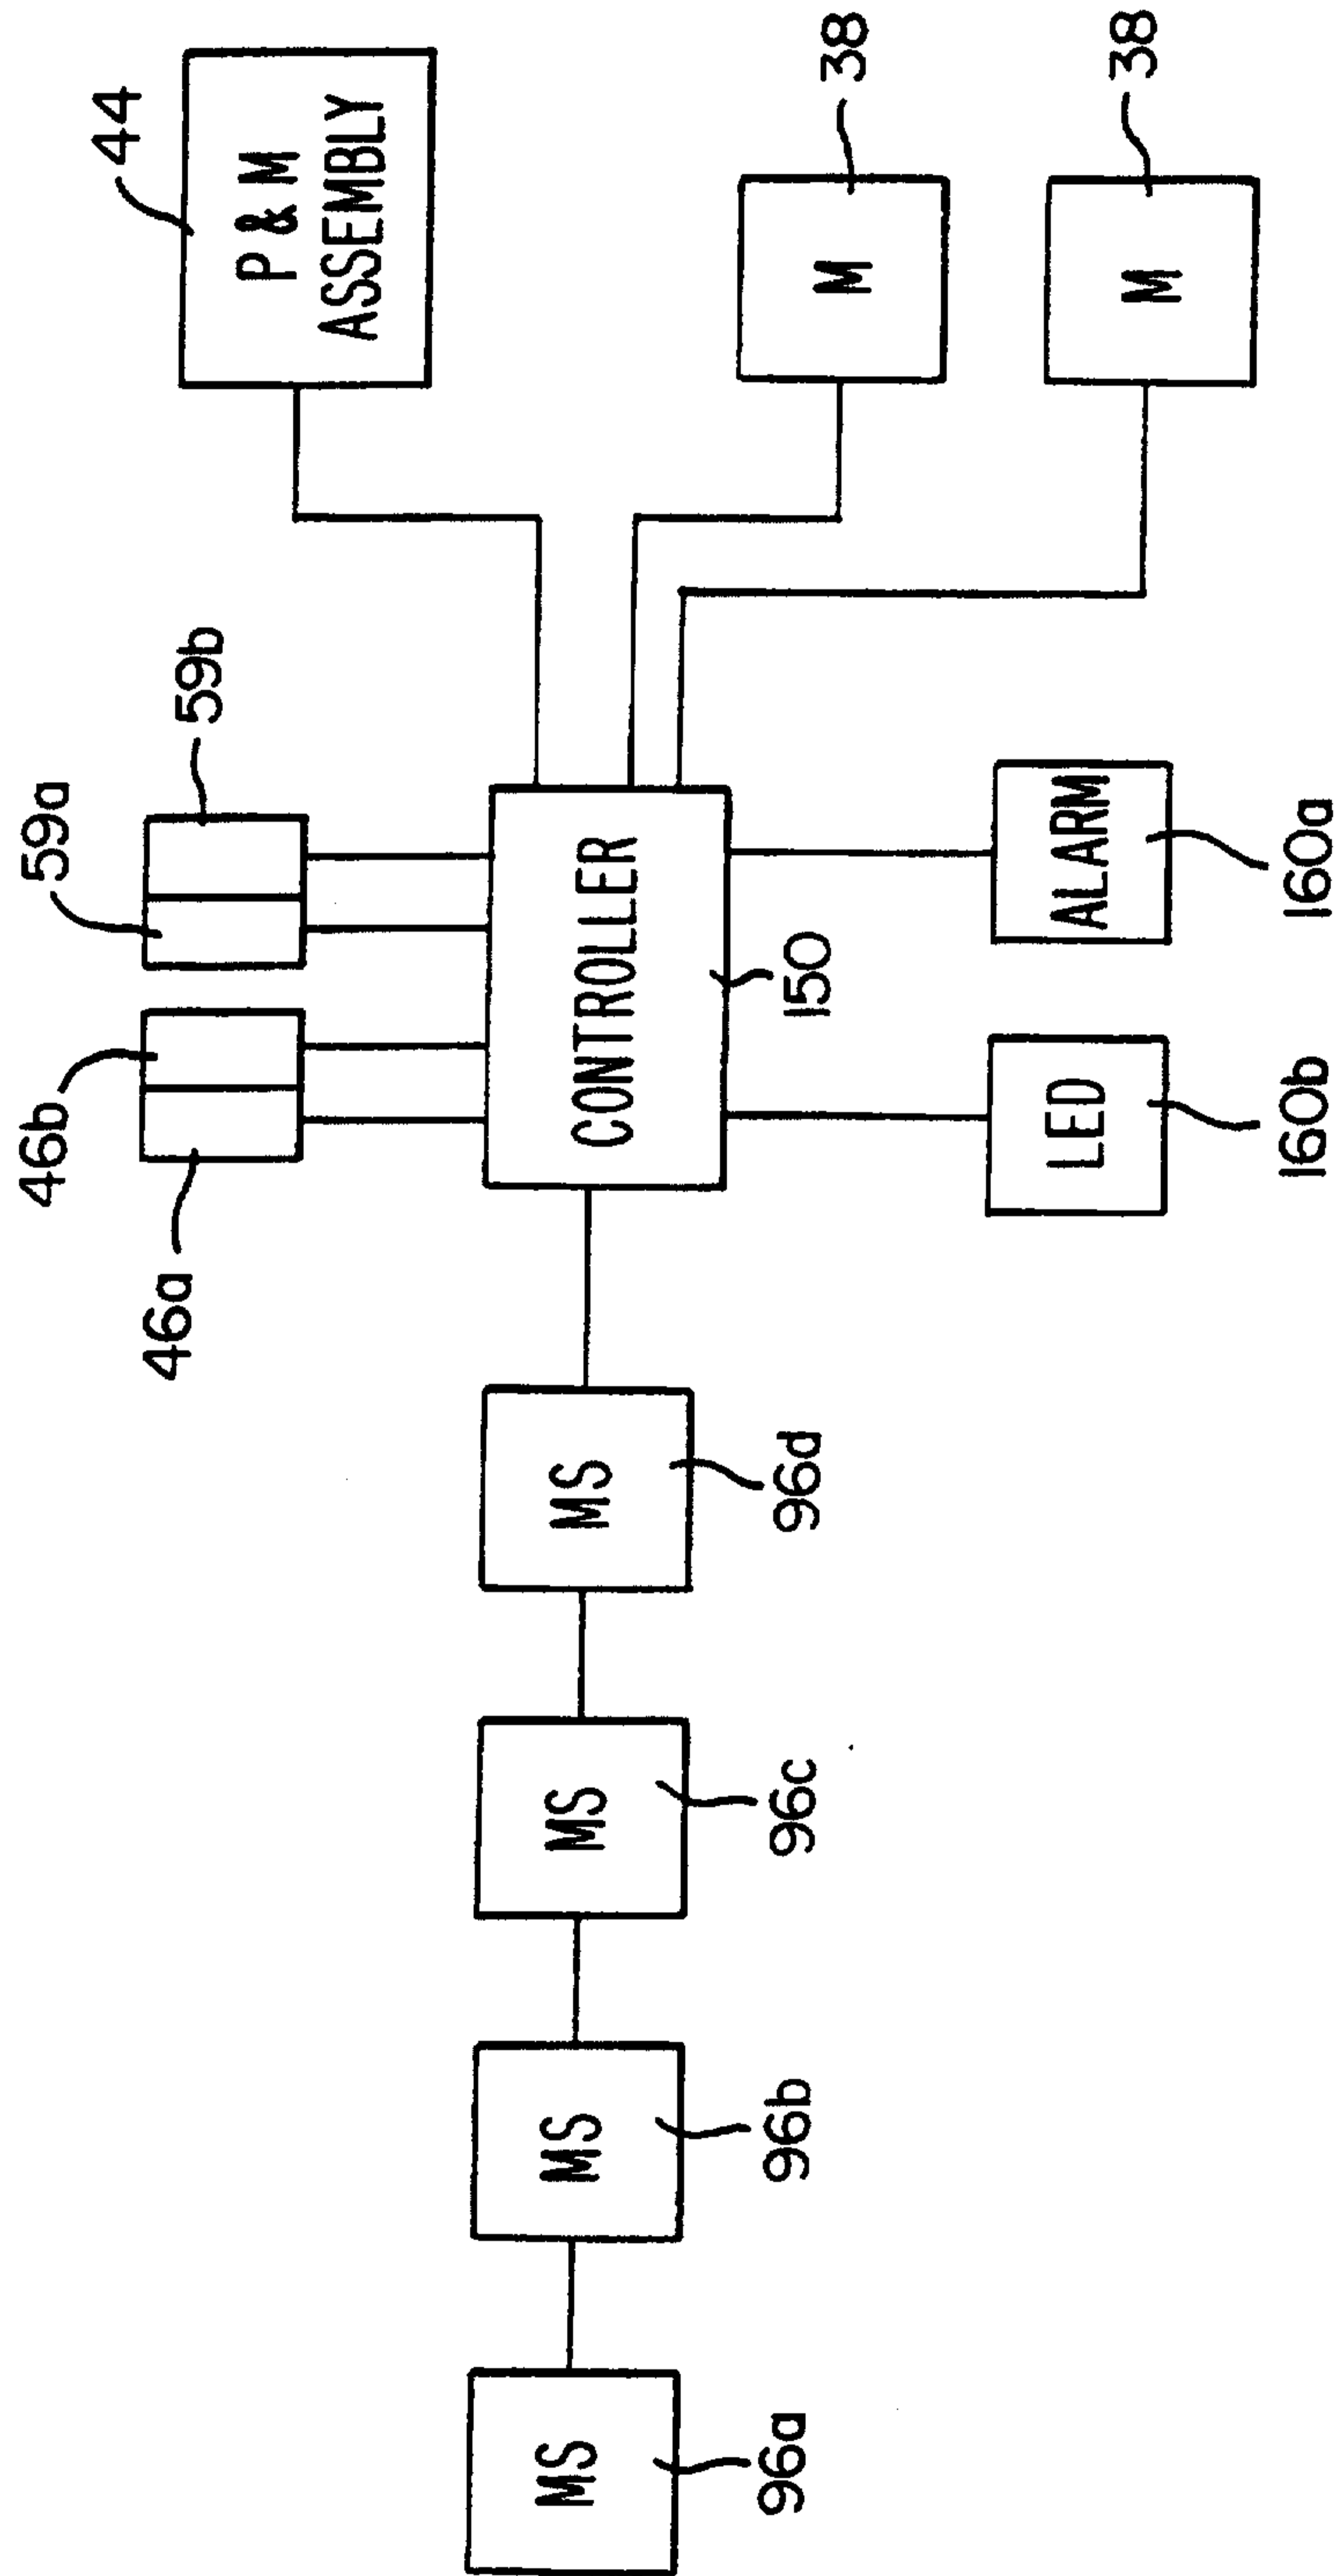 44
P & M
ASSEMBLY
59a
59b
46b
46a
M
38
M
38
CONTROLLER
150
ALARM
160a
LED
160b
MS
96a
MS
96b
MS
96c
MS
96d